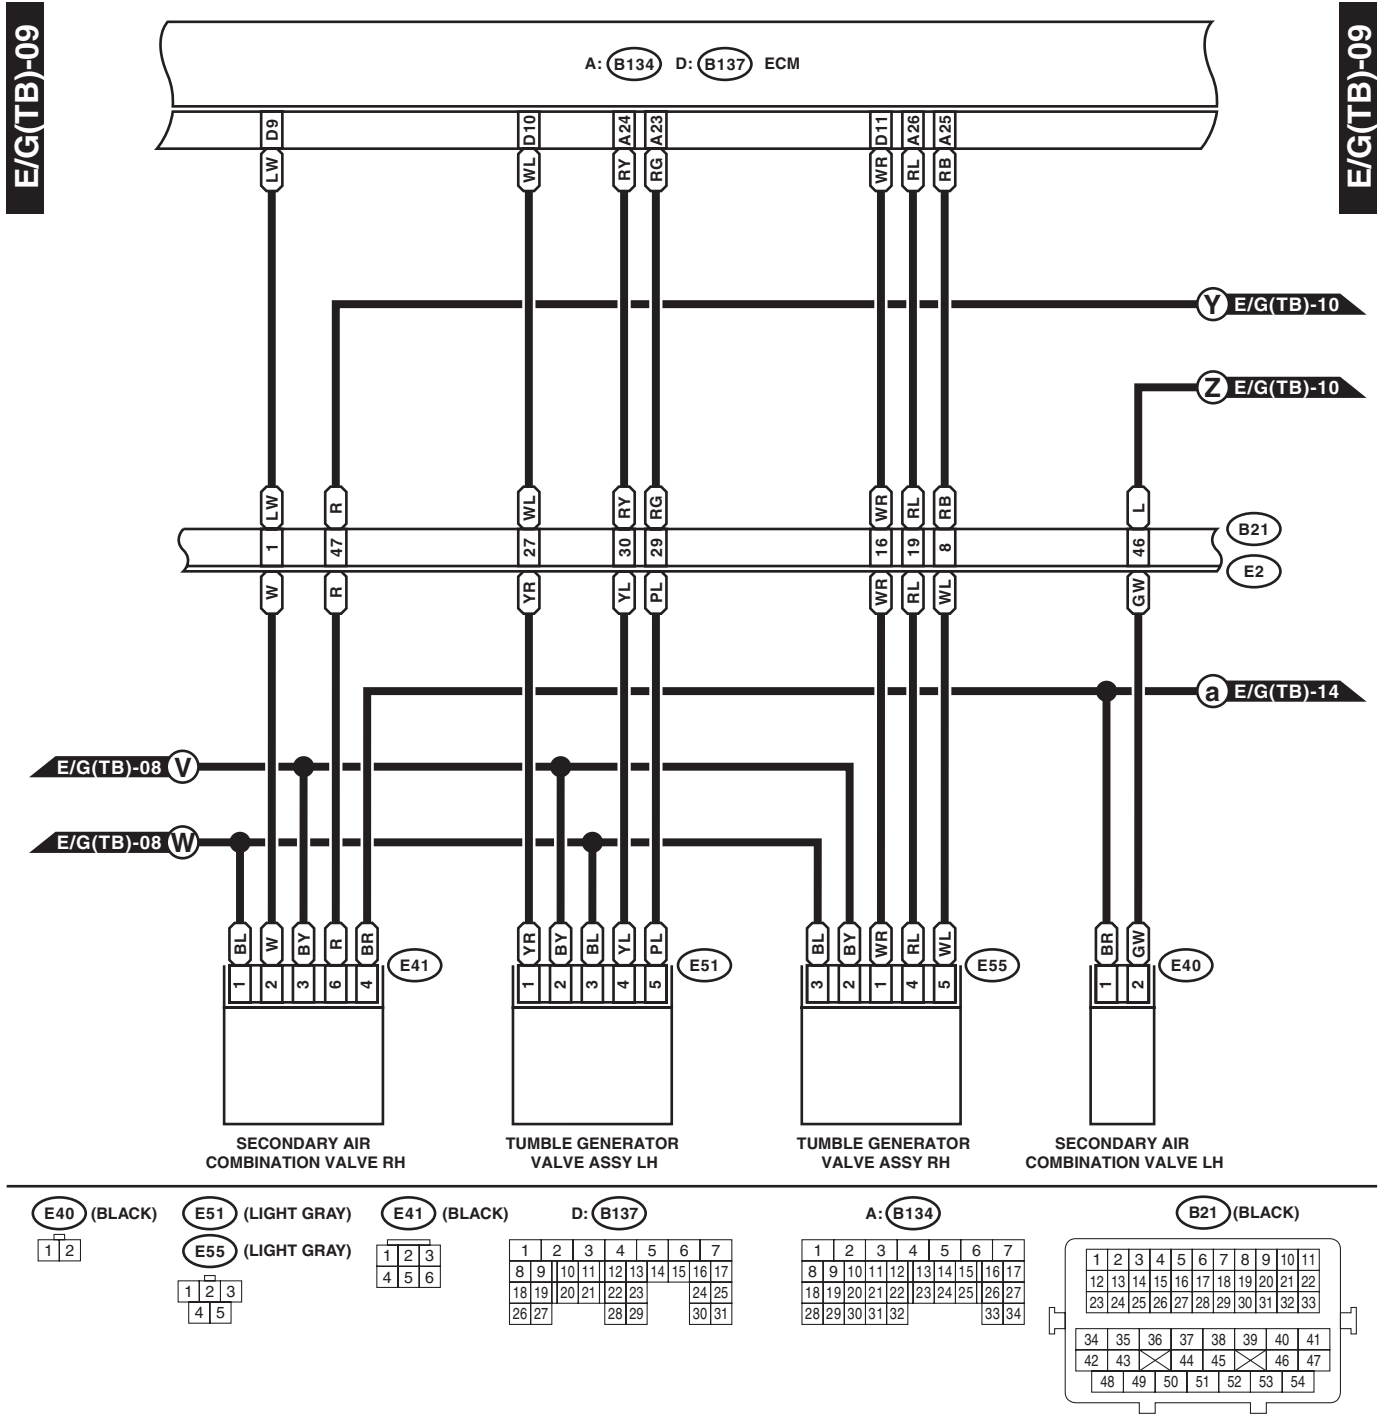 E/G(TB)-09
E/G(TB)-09
A: B134 D: B137 ECM
D9 D10 A24 A23 D11 A26 A25
LW WL RY RG WR RL RB
Y E/G(TB)-10
Z E/G(TB)-10
LW R WL RY RG WR RL RB L
1 47 27 30 29 16 19 8 46
B21
E2
W R YR YL PL WR RL WL GW
a E/G(TB)-14
E/G(TB)-08 V
E/G(TB)-08 W
BL W BY R BR YR BY BL YL PL BL BY WR RL WL BR GW
E41 E51 E55 E40
1 2 3 6 4 1 2 3 4 5 3 2 1 4 5 1 2
SECONDARY AIR
COMBINATION VALVE RH
TUMBLE GENERATOR
VALVE ASSY LH
TUMBLE GENERATOR
VALVE ASSY RH
SECONDARY AIR
COMBINATION VALVE LH
E40 (BLACK)
1 2
E51 (LIGHT GRAY)
E55 (LIGHT GRAY)
1 2 3
4 5
E41 (BLACK)
1 2 3
4 5 6
D: B137
1 2 3 4 5 6 7
8 9 10 11 12 13 14 15 16 17
18 19 20 21 22 23 24 25
26 27 28 29 30 31
A: B134
1 2 3 4 5 6 7
8 9 10 11 12 13 14 15 16 17
18 19 20 21 22 23 24 25 26 27
28 29 30 31 32 33 34
B21 (BLACK)
1 2 3 4 5 6 7 8 9 10 11
12 13 14 15 16 17 18 19 20 21 22
23 24 25 26 27 28 29 30 31 32 33
34 35 36 37 38 39 40 41
42 43 44 45 46 47
48 49 50 51 52 53 54